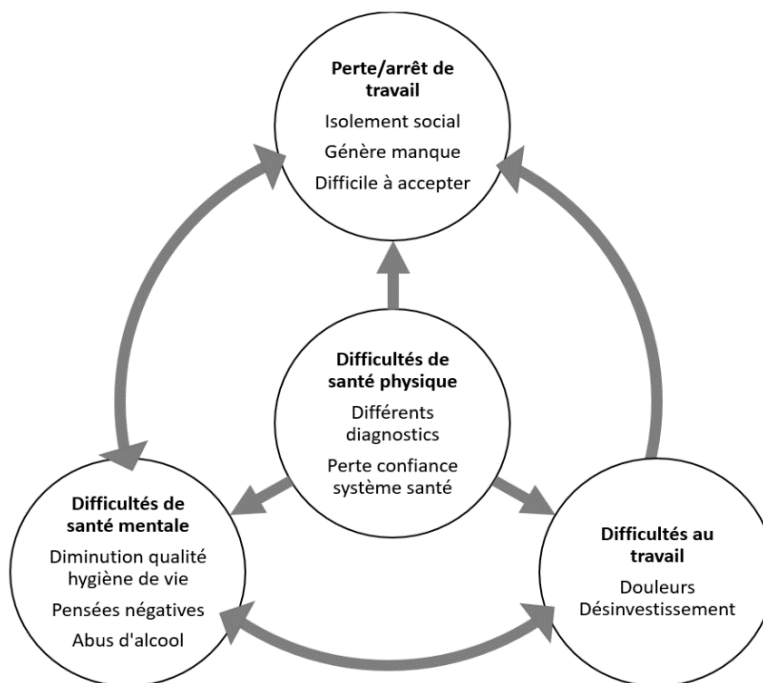 Perte/arrêt de
travail
Isolement social
Génère manque
Difficile à accepter
Difficultés de
santé physique
Différents
diagnostics
Perte confiance
système santé
Difficultés de
santé mentale
Diminution qualité
hygiène de vie
Pensées négatives
Abus d'alcool
Difficultés au
travail
Douleurs
Désinvestissement